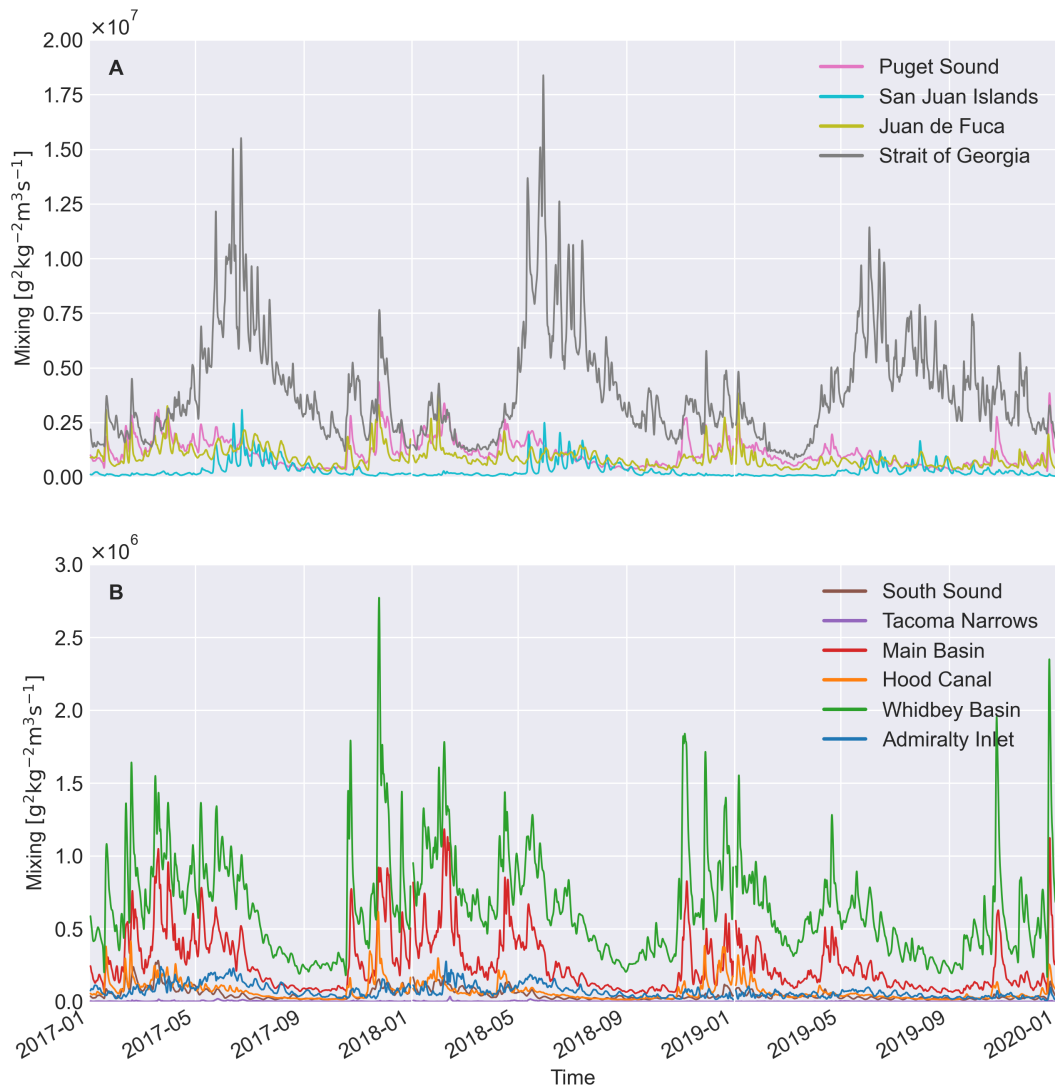 ×10⁷
2.00
1.75
1.50
1.25
1.00
0.75
0.50
0.25
0.00
Mixing [g²kg⁻²m³s⁻¹]
A
Puget Sound
San Juan Islands
Juan de Fuca
Strait of Georgia
×10⁶
3.0
2.5
2.0
1.5
1.0
0.5
0.0
Mixing [g²kg⁻²m³s⁻¹]
B
South Sound
Tacoma Narrows
Main Basin
Hood Canal
Whidbey Basin
Admiralty Inlet
2017-01
2017-05
2017-09
2018-01
2018-05
2018-09
2019-01
2019-05
2019-09
2020-01
Time